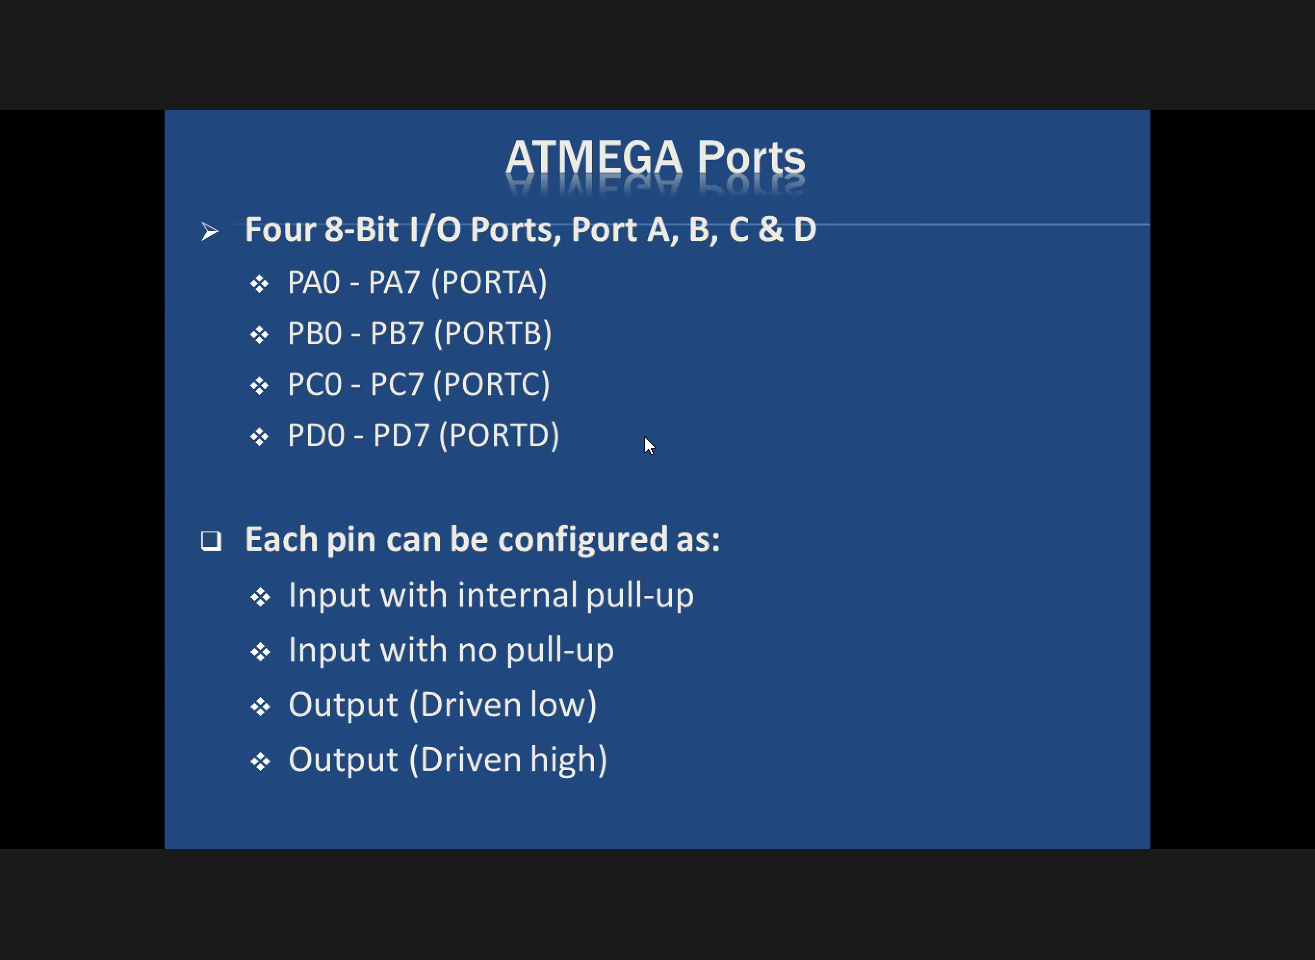 ATMEGA Ports
Four 8-Bit I/O Ports, Port A, B, C & D
PA0 - PA7 (PORTA)
PB0 - PB7 (PORTB)
PC0 - PC7 (PORTC)
PD0 - PD7 (PORTD)
Each pin can be configured as:
Input with internal pull-up
Input with no pull-up
Output (Driven low)
Output (Driven high)